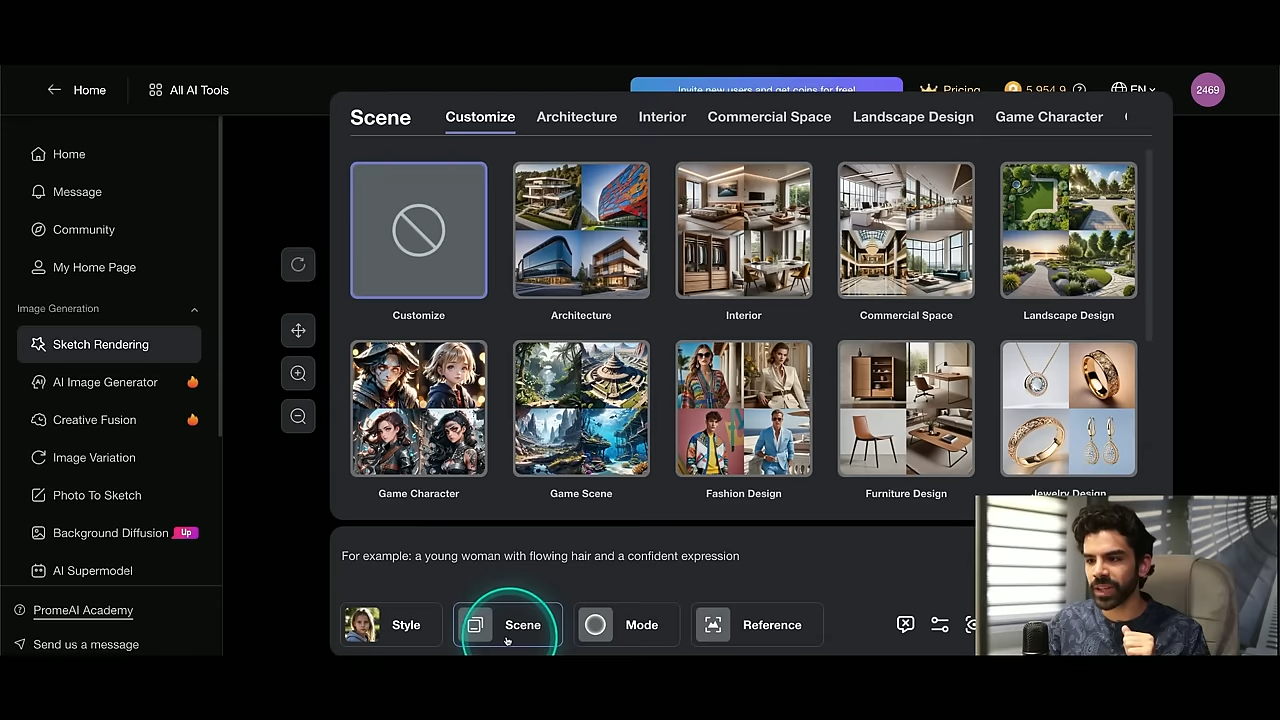 Home
All AI Tools
Invite new users and get coins for free!
Pricing
5,954.9
EN
2469
Home
Message
Community
My Home Page
Image Generation
Sketch Rendering
AI Image Generator
Creative Fusion
Image Variation
Photo To Sketch
Background Diffusion
Up
AI Supermodel
PromeAI Academy
Send us a message
Scene
Customize
Architecture
Interior
Commercial Space
Landscape Design
Game Character
Customize
Architecture
Interior
Commercial Space
Landscape Design
Game Character
Game Scene
Fashion Design
Furniture Design
Jewelry Design
For example: a young woman with flowing hair and a confident expression
Style
Scene
Mode
Reference